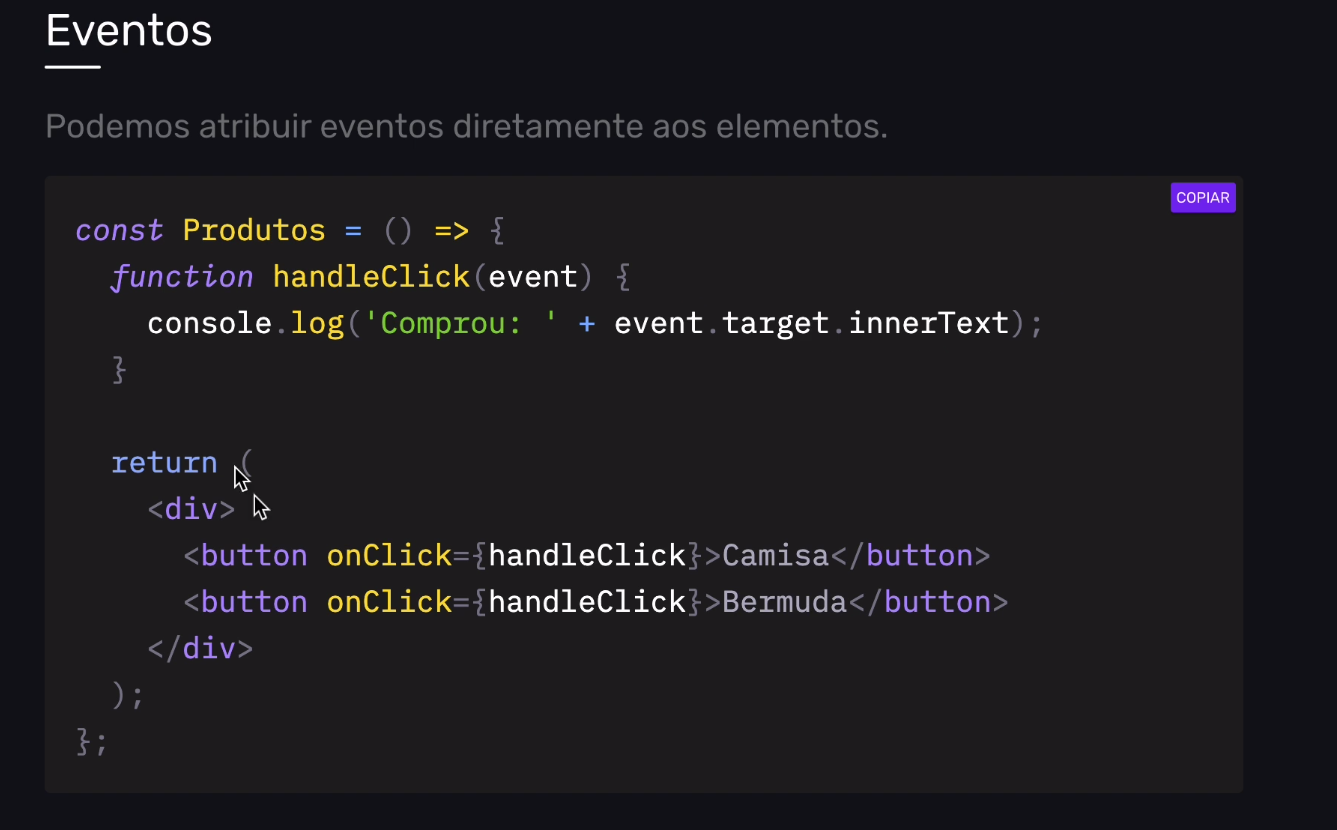 Eventos
Podemos atribuir eventos diretamente aos elementos.
COPIAR
const Produtos = () => {
  function handleClick(event) {
    console.log('Comprou: ' + event.target.innerText);
  }

  return (
    <div>
      <button onClick={handleClick}>Camisa</button>
      <button onClick={handleClick}>Bermuda</button>
    </div>
  );
};